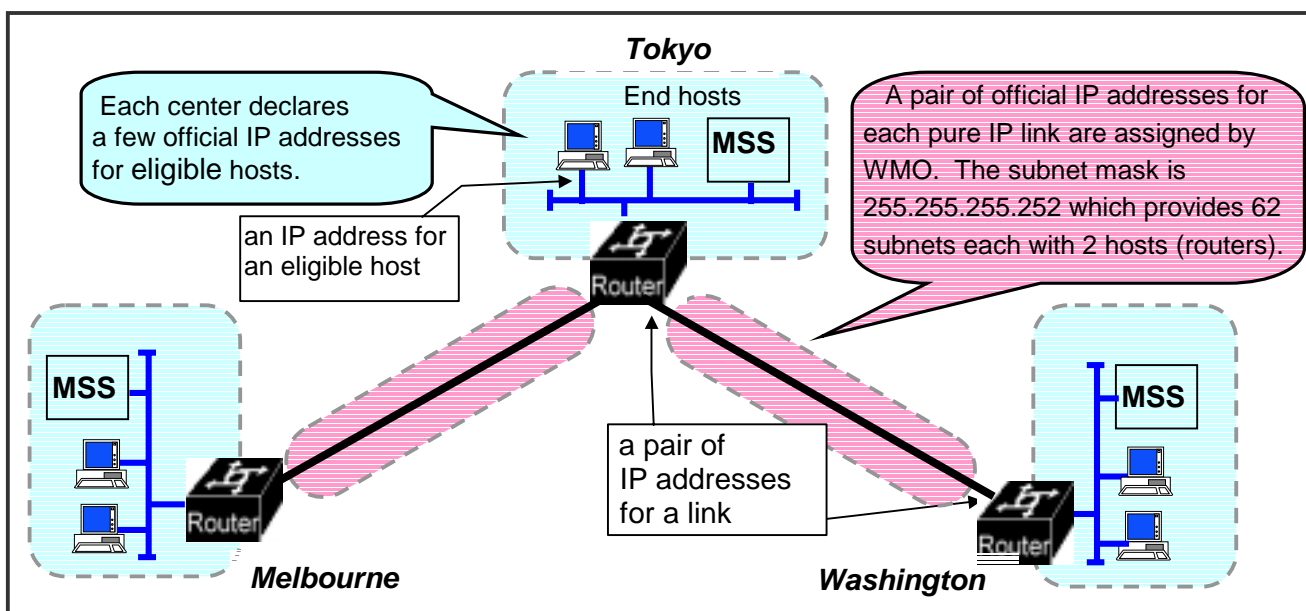 Tokyo
Each center declares
a few official IP addresses
for eligible hosts.
End hosts
MSS
A pair of official IP addresses for
each pure IP link are assigned by
WMO. The subnet mask is
255.255.255.252 which provides 62
subnets each with 2 hosts (routers).
an IP address for
an eligible host
Router
MSS
Router
Melbourne
a pair of
IP addresses
for a link
MSS
Router
Washington